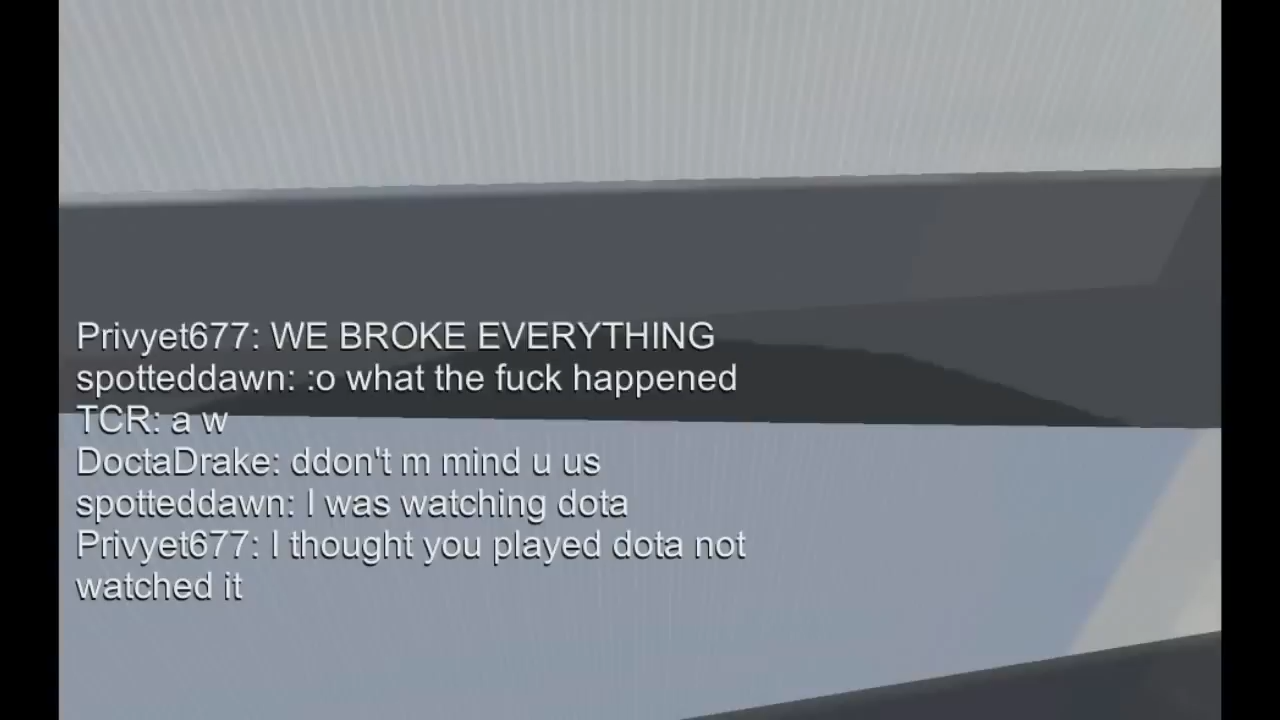 Privyet677: WE BROKE EVERYTHING
spotteddawn: :o what the fuck happened
TCR: a w
DoctaDrake: ddon't m mind u us
spotteddawn: I was watching dota
Privyet677: I thought you played dota not
watched it